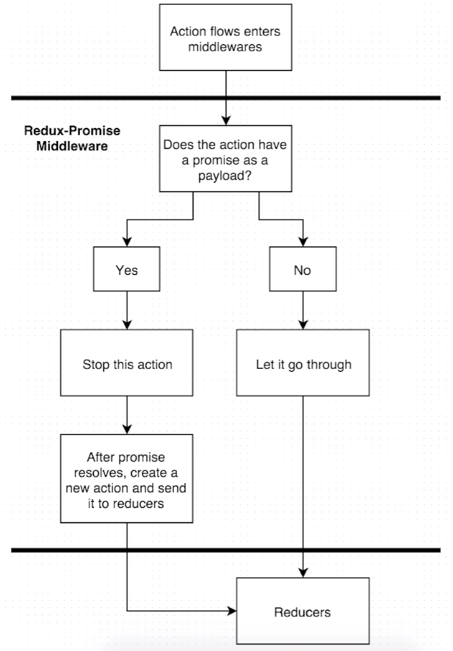 Action flows enters
middlewares
Redux-Promise
Middleware
Does the action have
a promise as a
payload?
Yes
No
Stop this action
Let it go through
After promise
resolves, create a
new action and send
it to reducers
Reducers